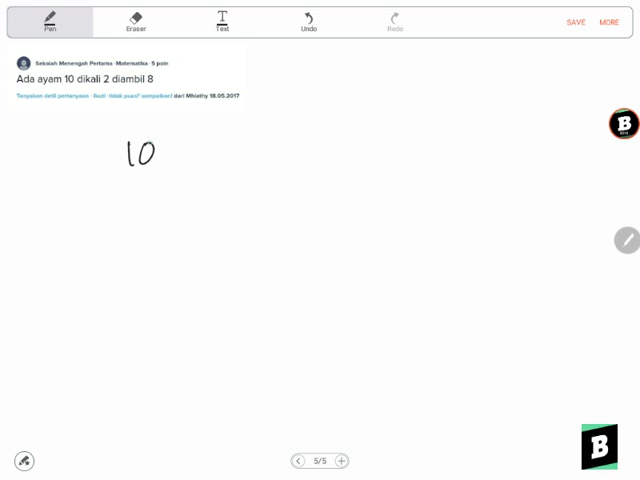 Pen
Eraser
T
Text
Undo
Redo
SAVE
MORE
Sekolah Menengah Pertama · Matematika · 5 poin
Ada ayam 10 dikali 2 diambil 8
Tanyakan detil pertanyaan · Ikuti · tidak puas? sampaikan! dari Mhiathy 18.05.2017
B
10
5/5
B